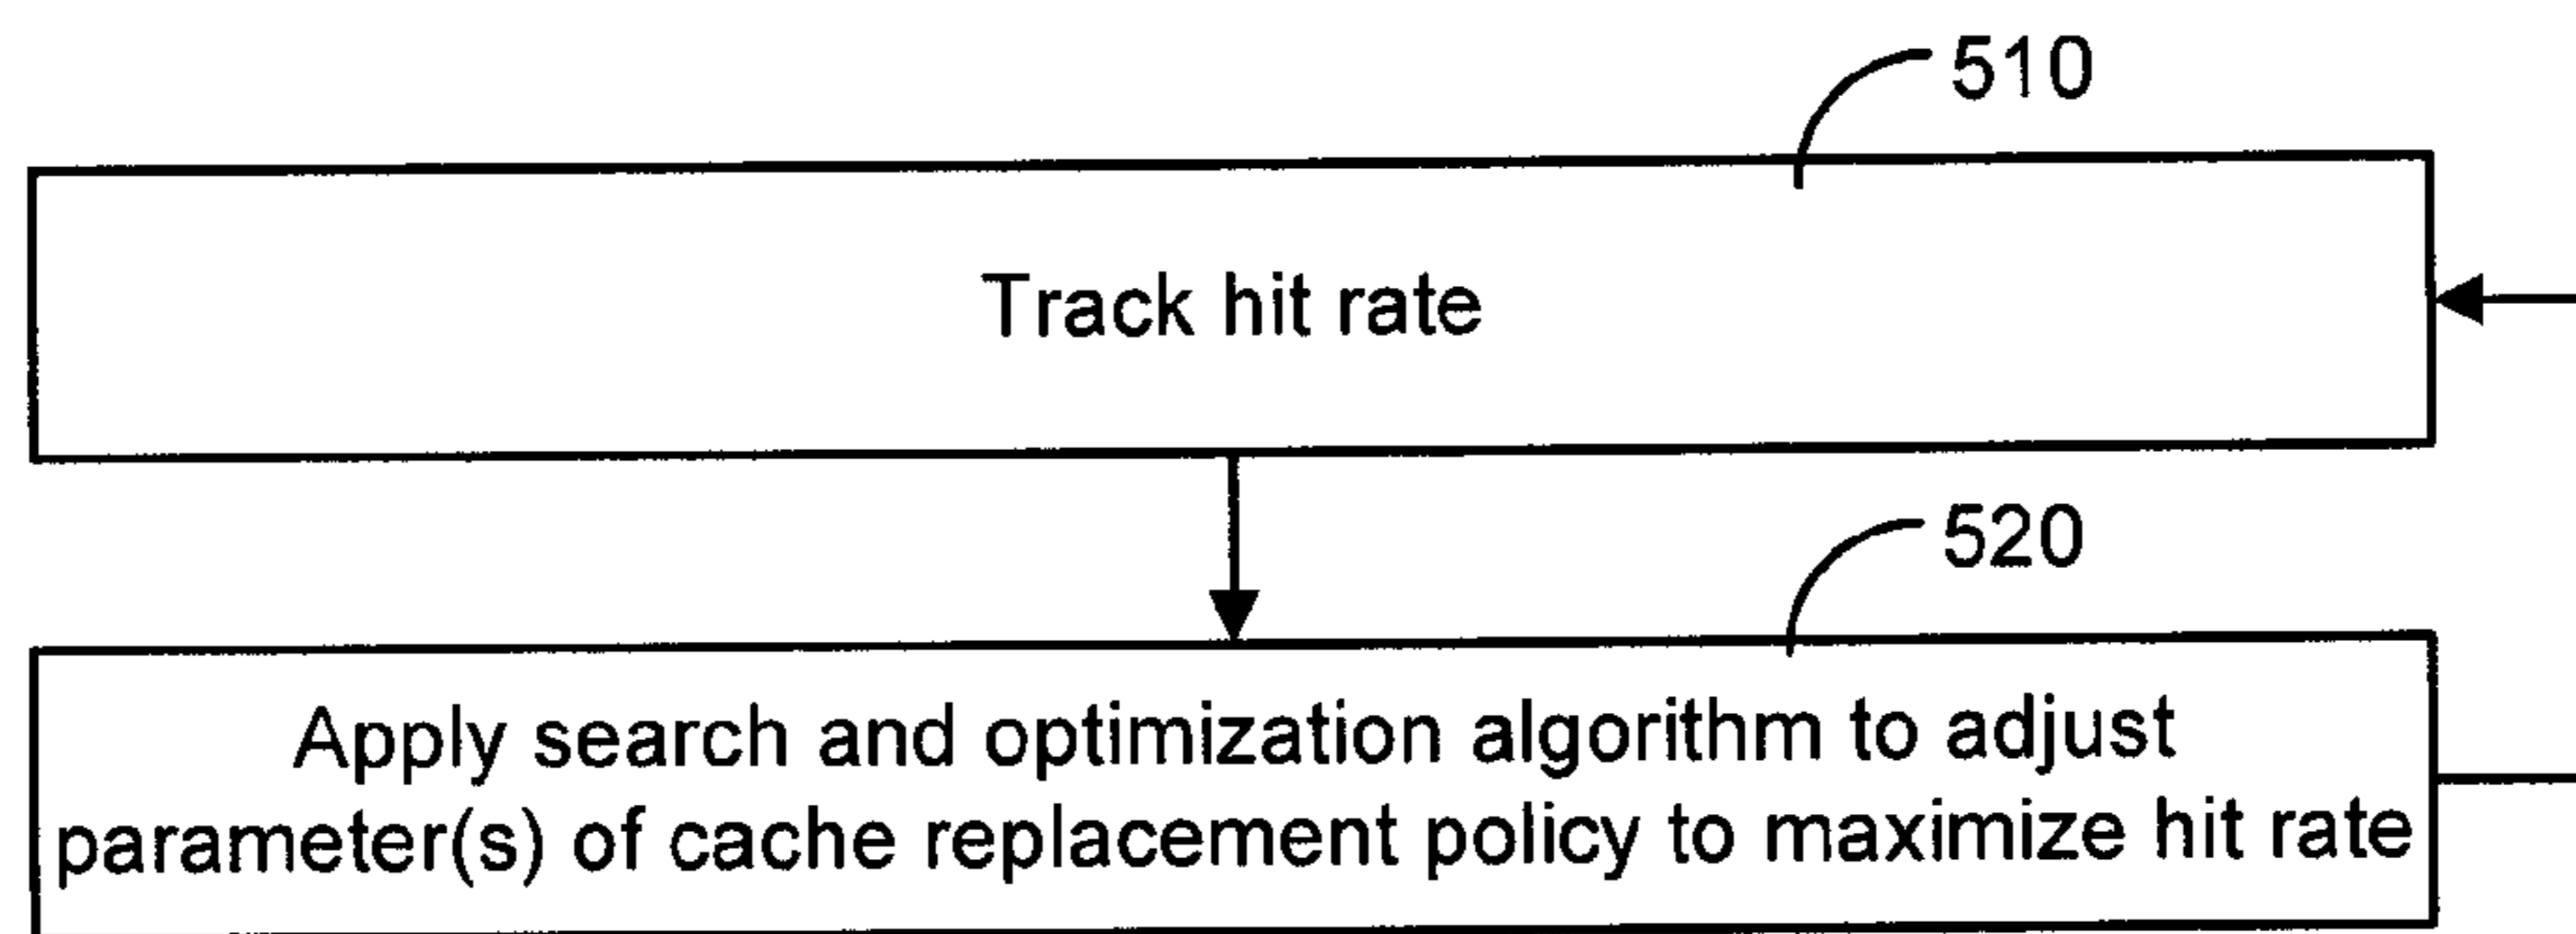 510
Track hit rate
520
Apply search and optimization algorithm to adjust
parameter(s) of cache replacement policy to maximize hit rate